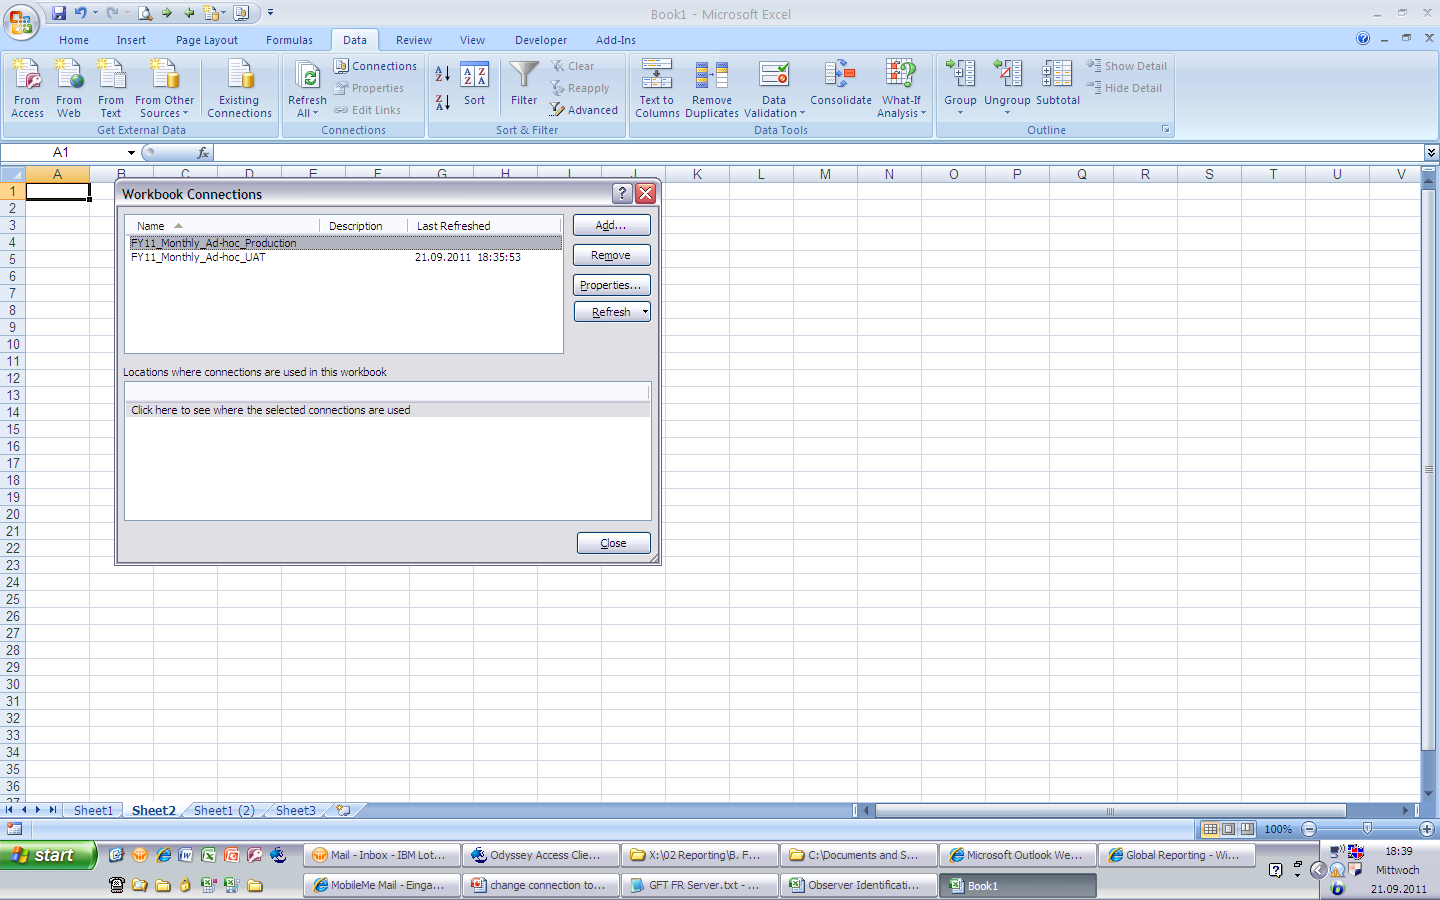 Book1 - Microsoft Excel
Home Insert Page Layout Formulas Data Review View Developer Add-Ins
From Access
From Web
From Text
From Other Sources
Existing Connections
Get External Data
Refresh All
Connections
Properties
Edit Links
Connections
Sort
Filter
Clear
Reapply
Advanced
Sort & Filter
Text to Columns
Remove Duplicates
Data Validation
Consolidate
What-If Analysis
Data Tools
Group
Ungroup
Subtotal
Show Detail
Hide Detail
Outline
A1
fx
A B C D E F G H I J K L M N O P Q R S T U V
1
2
3
4
5
6
7
8
9
10
11
12
13
14
15
16
17
18
19
20
21
22
23
24
25
26
27
28
29
30
31
32
33
34
35
36
37
Workbook Connections
Name Description Last Refreshed
FY11_Monthly_Ad-hoc_Production
FY11_Monthly_Ad-hoc_UAT 21.09.2011 18:35:53
Add...
Remove
Properties...
Refresh
Locations where connections are used in this workbook
Click here to see where the selected connections are used
Close
Sheet1 Sheet2 Sheet1 (2) Sheet3
100%
start
Mail - Inbox - IBM Lot... Odyssey Access Clie... X:\02 Reporting\B. F... C:\Documents and S... Microsoft Outlook We... Global Reporting - Wi...
MobileMe Mail - Einga... change connection to... GFT FR Server.txt - ... Observer Identificati... Book1
18:39
Mittwoch
21.09.2011